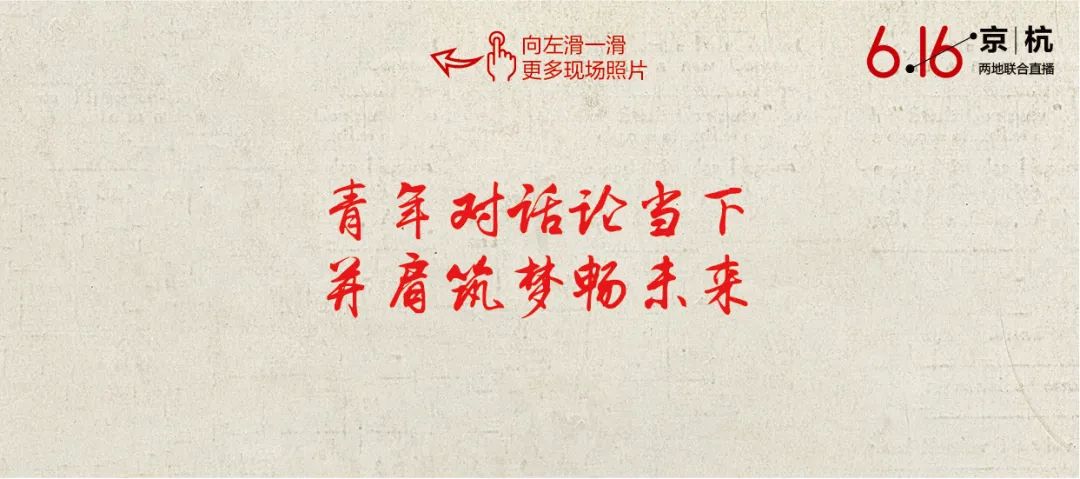 向左滑一滑
更多现场照片
6.16 京|杭
两地联合直播
青年对话论当下
并肩筑梦畅未来